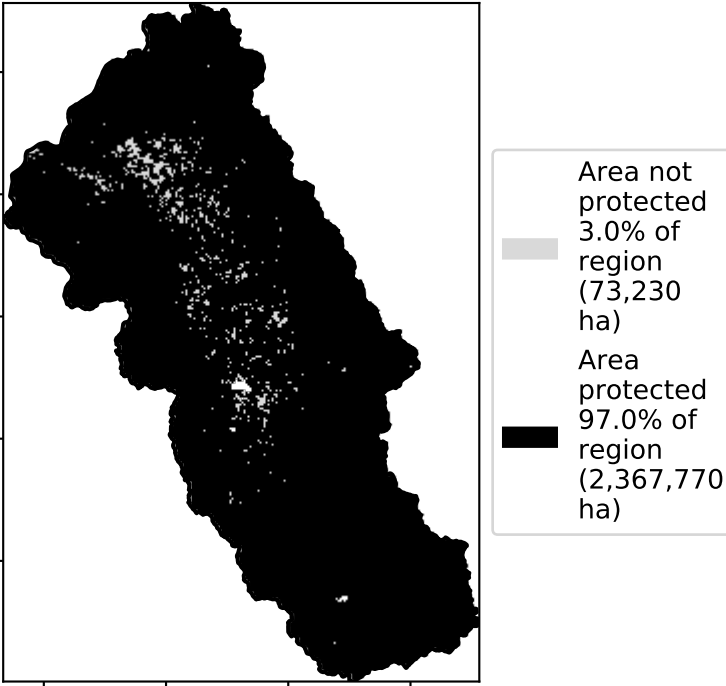 Area not
protected
3.0% of
region
(73,230
ha)
Area
protected
97.0% of
region
(2,367,770
ha)